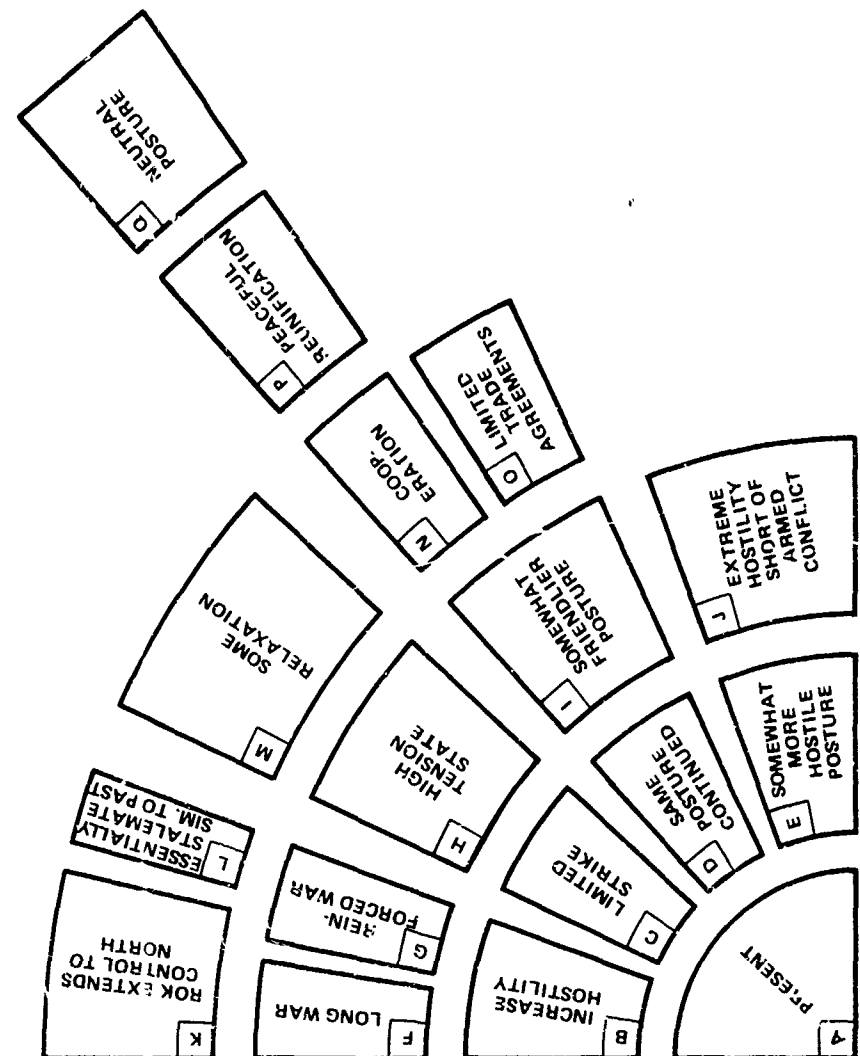 A
PRESENT
B
INCREASE
HOSTILITY
C
LIMITED
STRIKE
D
SAME
POSTURE
CONTINUED
E
SOMEWHAT
MORE
HOSTILE
POSTURE
F
LONG WAR
G
REIN-
FORCED WAR
H
HIGH
TENSION
STATE
I
SOMEWHAT
FRIENDLIER
POSTURE
J
EXTREME
HOSTILITY
SHORT OF
ARMED
CONFLICT
K
ROK EXTENDS
CONTROL TO
NORTH
L
ESSENTIALLY
STALEMATE
SIM. TO PAST
M
SOME
RELAXATION
N
COOP-
ERATION
O
LIMITED
TRADE
AGREEMENTS
P
PEACEFUL
REUNIFICATION
Q
NEUTRAL
POSTURE